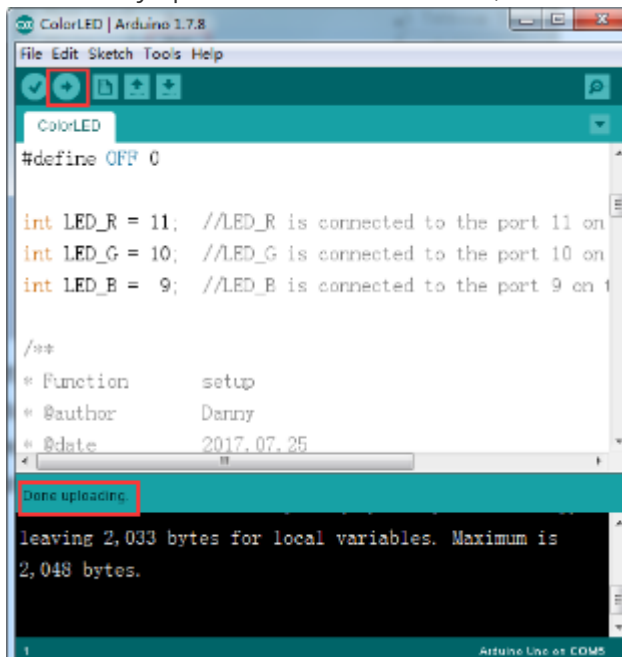 ColorLED | Arduino 1.7.8
File Edit Sketch Tools Help
ColorLED
#define OFF 0
int LED_R = 11; //LED_R is connected to the port 11 on
int LED_G = 10; //LED_G is connected to the port 10 on
int LED_B = 9; //LED_B is connected to the port 9 on t
/**
* Function setup
* @author Danny
* @date 2017.07.25
Done uploading.
leaving 2,033 bytes for local variables. Maximum is
2,048 bytes.
1 Arduino Uno on COM5